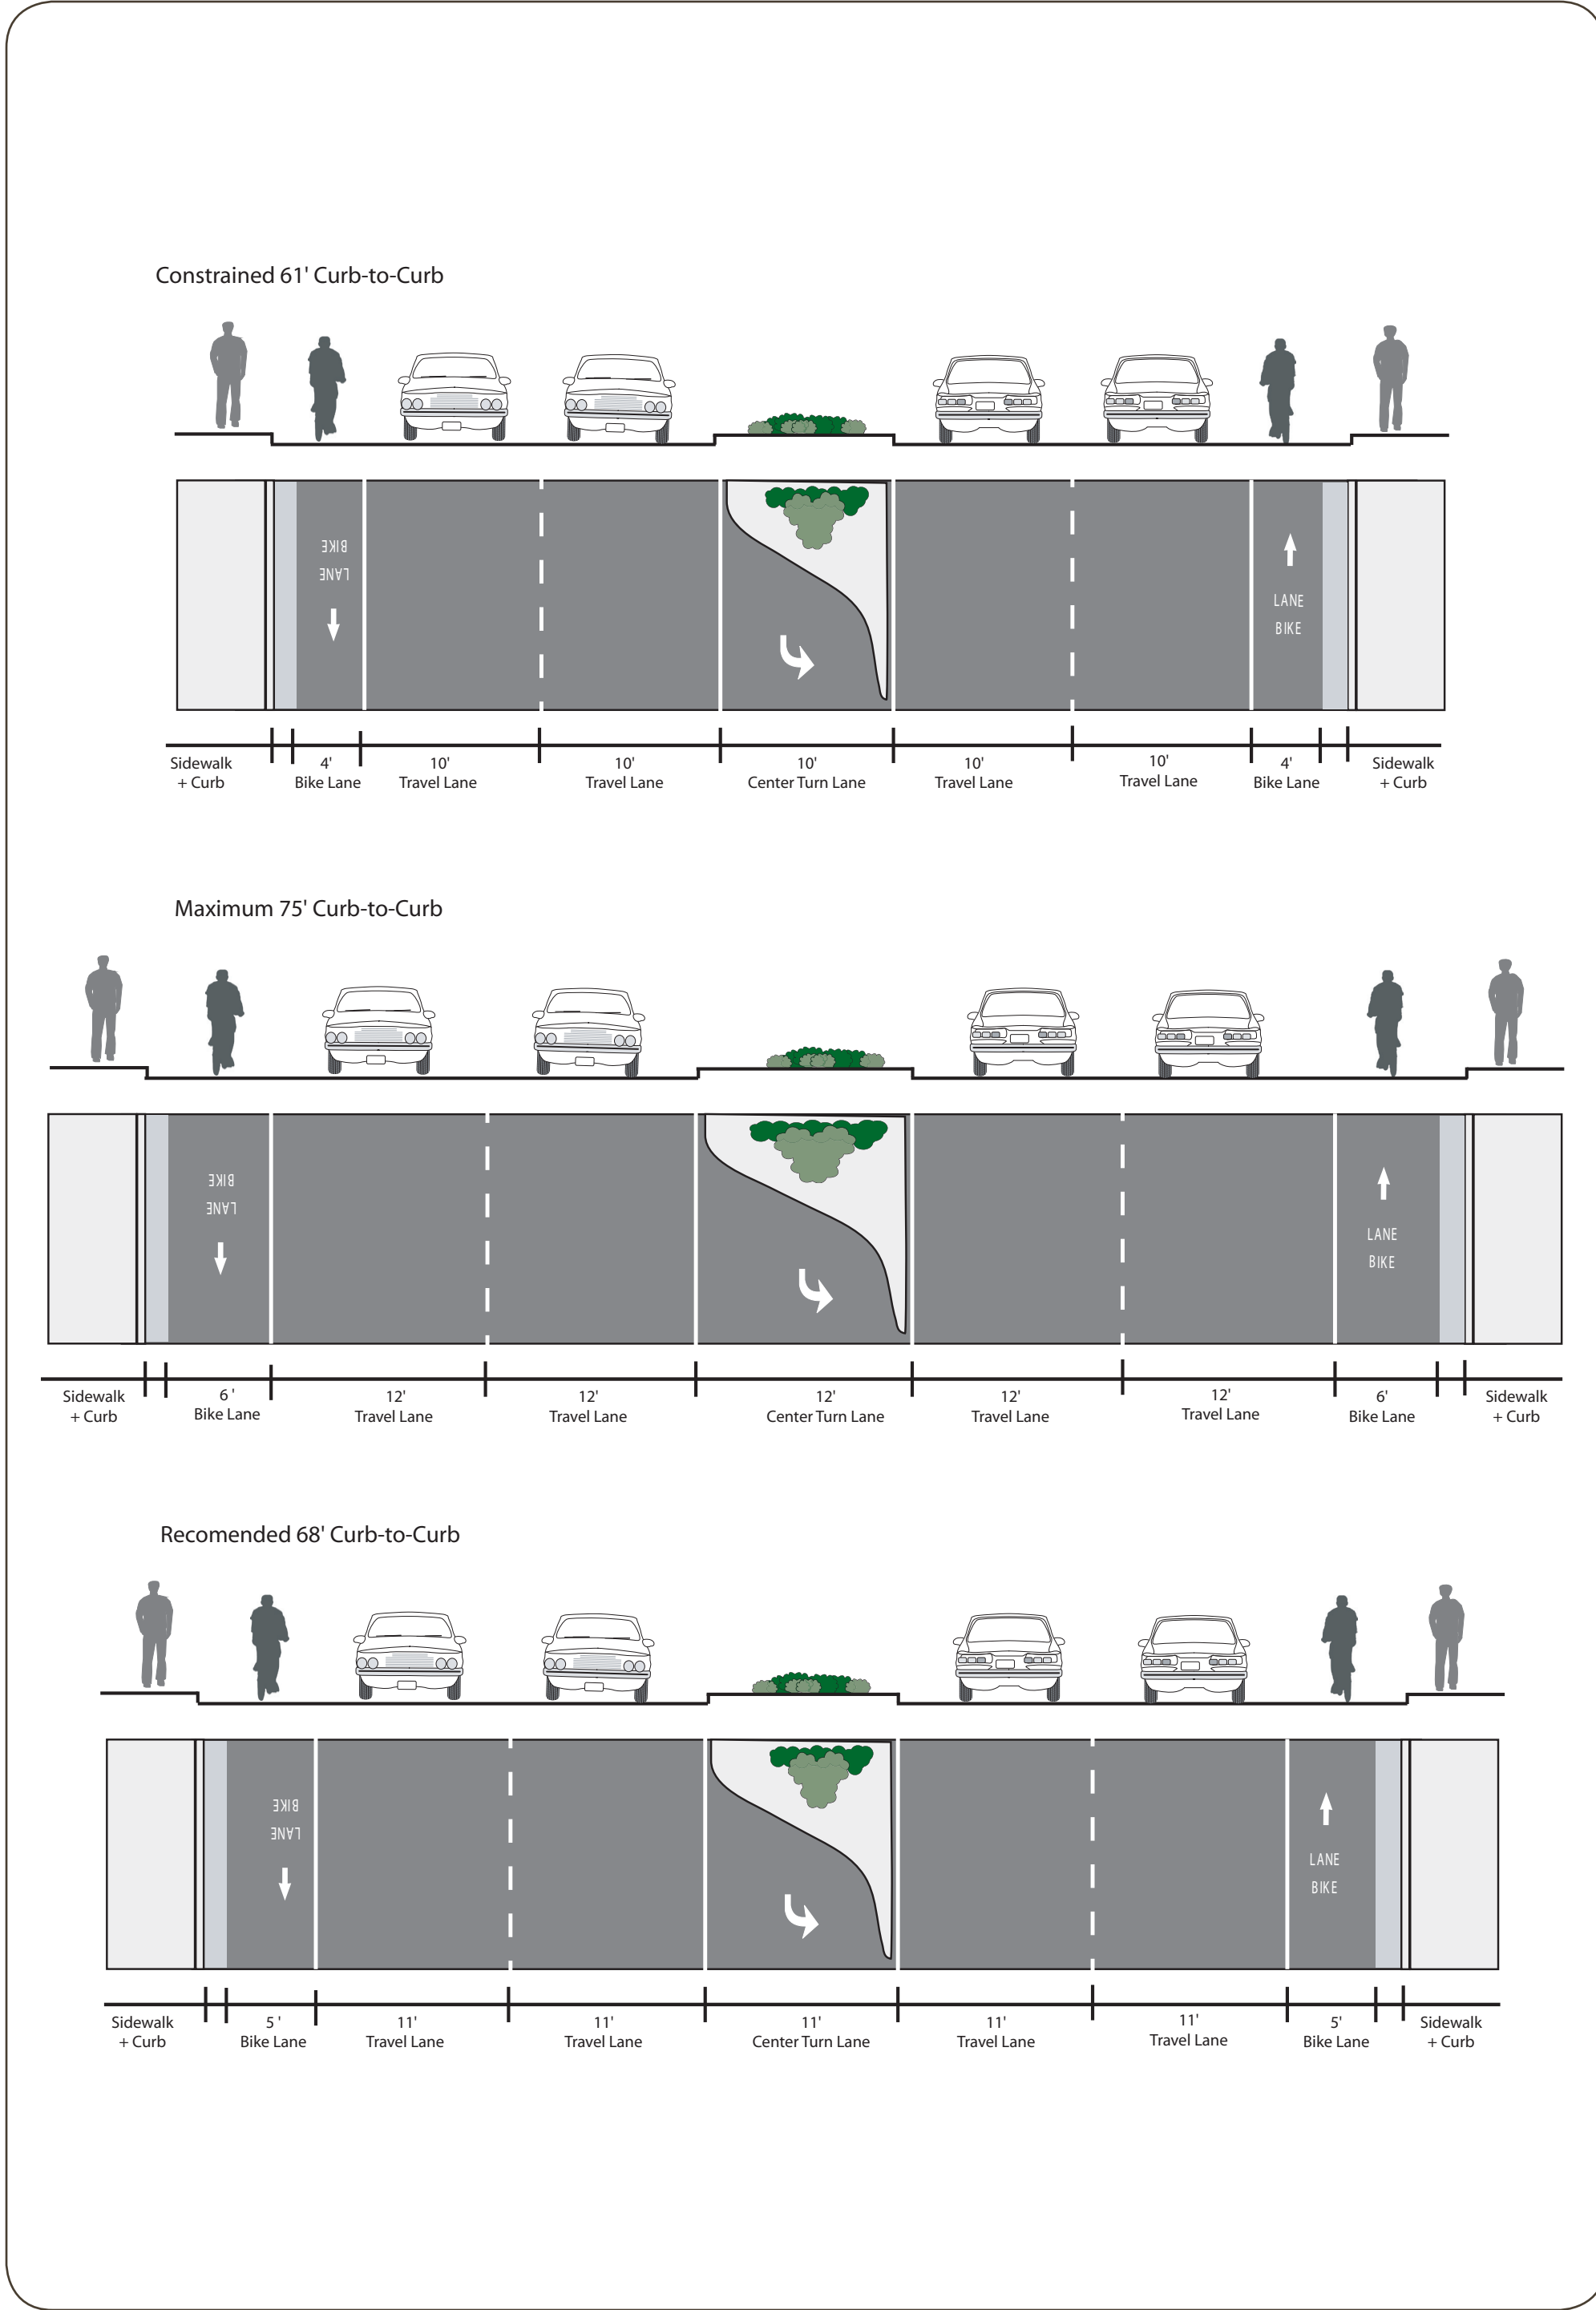 Constrained 61' Curb-to-Curb
BIKE
LANE
LANE
BIKE
Sidewalk
+ Curb
4'
Bike Lane
10'
Travel Lane
10'
Travel Lane
10'
Center Turn Lane
10'
Travel Lane
10'
Travel Lane
4'
Bike Lane
Sidewalk
+ Curb
Maximum 75' Curb-to-Curb
BIKE
LANE
LANE
BIKE
Sidewalk
+ Curb
6 '
Bike Lane
12'
Travel Lane
12'
Travel Lane
12'
Center Turn Lane
12'
Travel Lane
12'
Travel Lane
6'
Bike Lane
Sidewalk
+ Curb
Recomended 68' Curb-to-Curb
BIKE
LANE
LANE
BIKE
Sidewalk
+ Curb
5 '
Bike Lane
11'
Travel Lane
11'
Travel Lane
11'
Center Turn Lane
11'
Travel Lane
11'
Travel Lane
5'
Bike Lane
Sidewalk
+ Curb